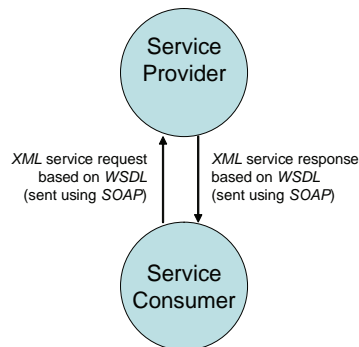 Service
Provider
XML service request
based on WSDL
(sent using SOAP)
XML service response
based on WSDL
(sent using SOAP)
Service
Consumer